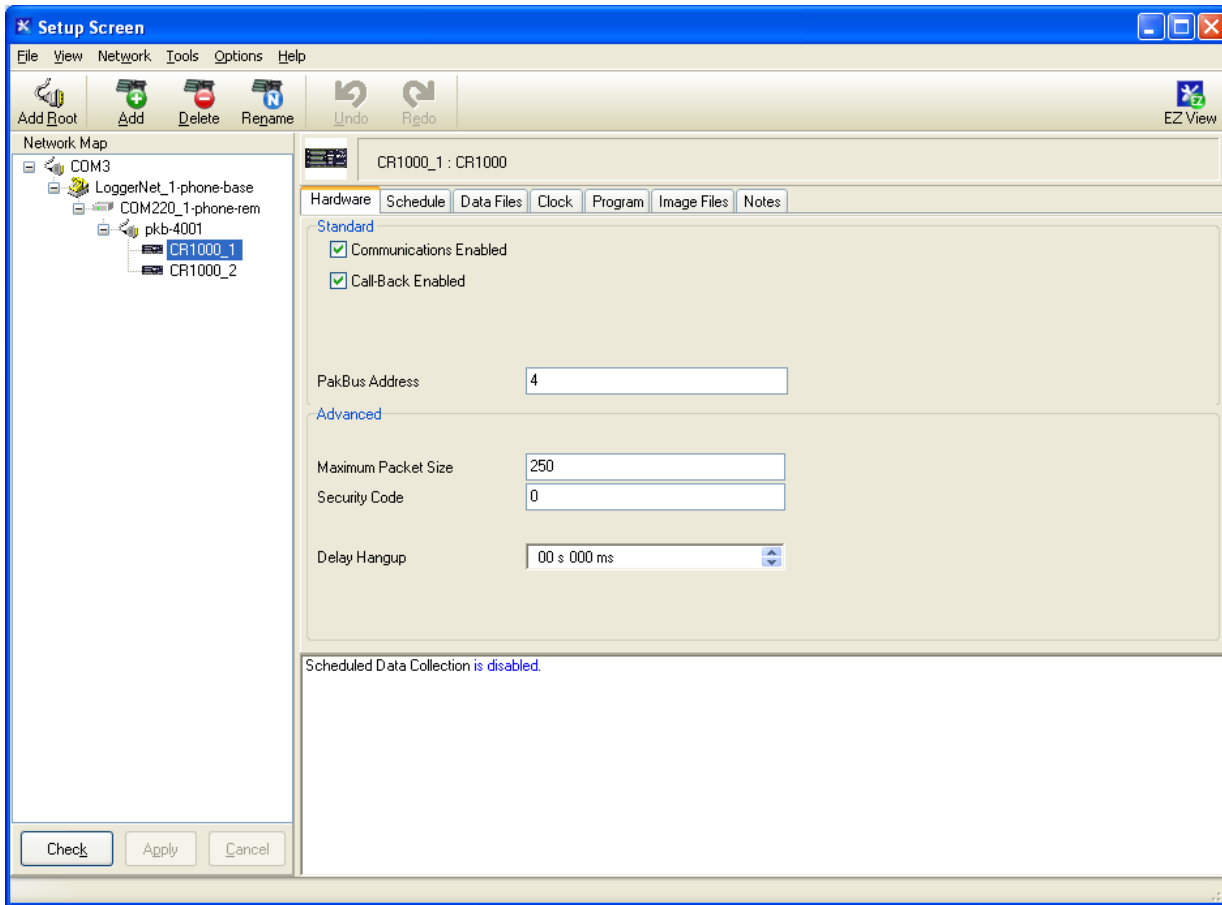 Setup Screen
File View Network Tools Options Help
Add Root Add Delete Rename Undo Redo EZ View
Network Map
COM3
LoggerNet_1-phone-base
COM220_1-phone-rem
pkb-4001
CR1000_1
CR1000_2
CR1000_1 : CR1000
Hardware Schedule Data Files Clock Program Image Files Notes
Standard
Communications Enabled
Call-Back Enabled
PakBus Address 4
Advanced
Maximum Packet Size 250
Security Code 0
Delay Hangup 00 s 000 ms
Scheduled Data Collection is disabled.
Check Apply Cancel